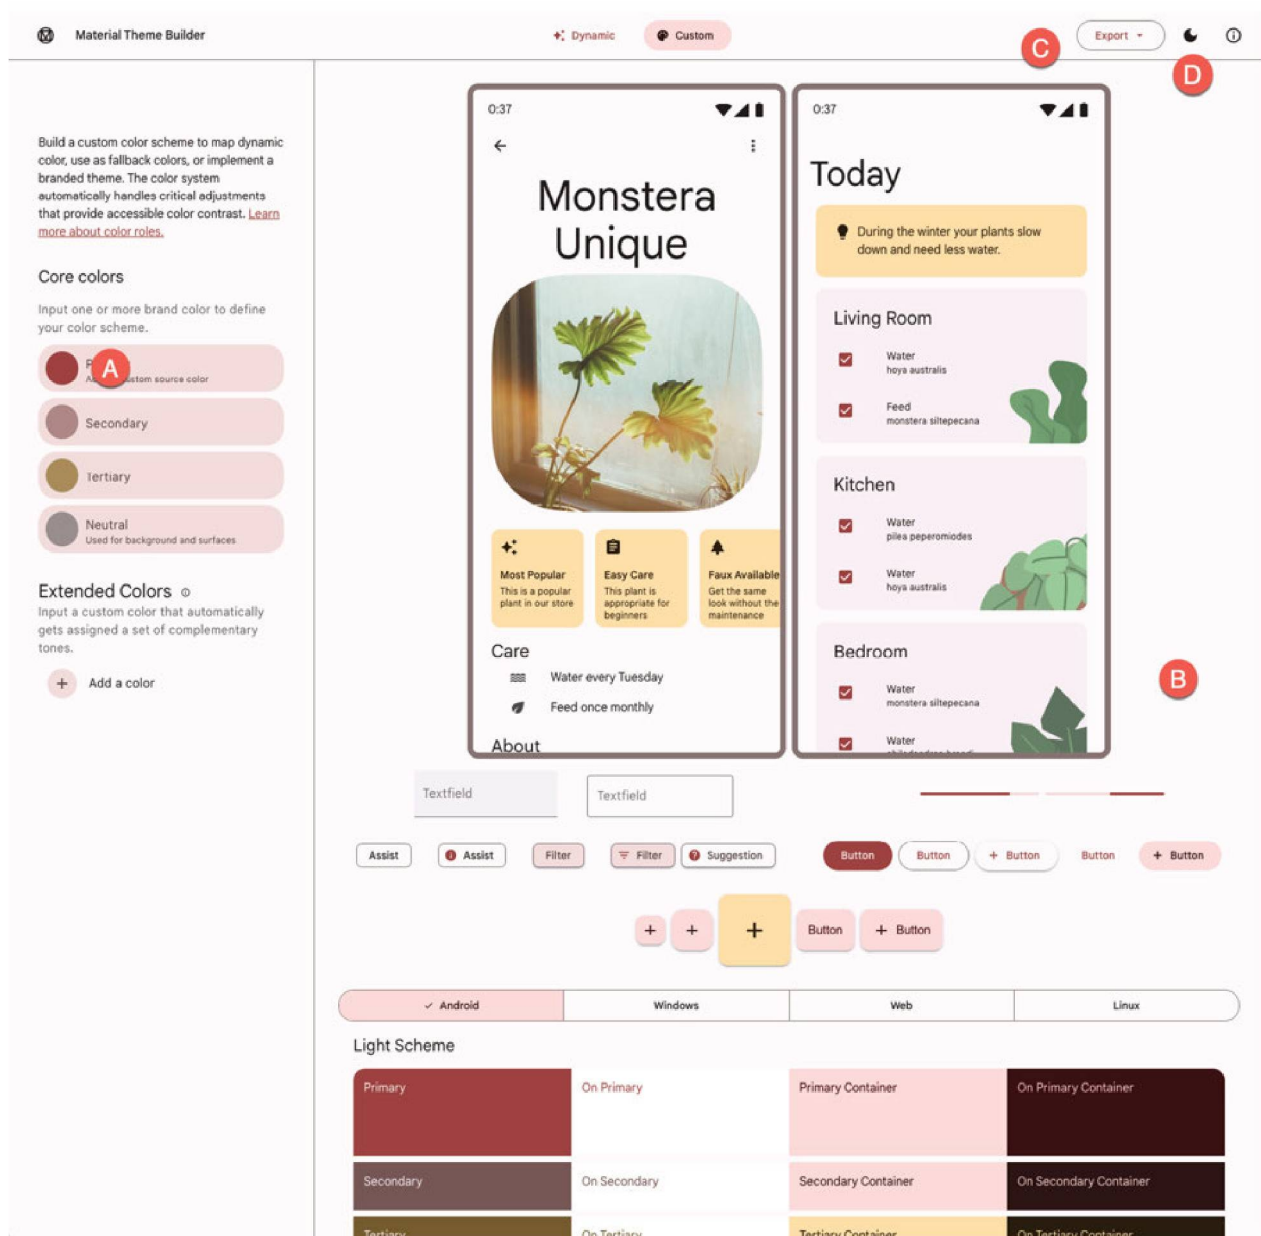 Material Theme Builder
Dynamic
Custom
C
Export
D
Build a custom color scheme to map dynamic
color, use as fallback colors, or implement a
branded theme. The color system
automatically handles critical adjustments
that provide accessible color contrast. Learn
more about color roles.
Core colors
Input one or more brand color to define
your color scheme.
A
custom source color
Secondary
Tertiary
Neutral
Used for background and surfaces
Extended Colors
Input a custom color that automatically
gets assigned a set of complementary
tones.
+ Add a color
0:37
Monstera
Unique
Most Popular
This is a popular
plant in our store
Easy Care
This plant is
appropriate for
beginners
Faux Available
Get the same
look without the
maintenance
Care
Water every Tuesday
Feed once monthly
About
0:37
Today
During the winter your plants slow
down and need less water.
Living Room
Water
hoya australis
Feed
monstera siltepecana
Kitchen
Water
pilea peperomiodes
Water
hoya australis
Bedroom
Water
monstera siltepecana
Water
B
Textfield
Textfield
Assist
Assist
Filter
Filter
Suggestion
Button
Button
+ Button
Button
+ Button
+
+
+
Button
+ Button
Android
Windows
Web
Linux
Light Scheme
Primary
On Primary
Primary Container
On Primary Container
Secondary
On Secondary
Secondary Container
On Secondary Container
Tertiary
On Tertiary
Tertiary Container
On Tertiary Container